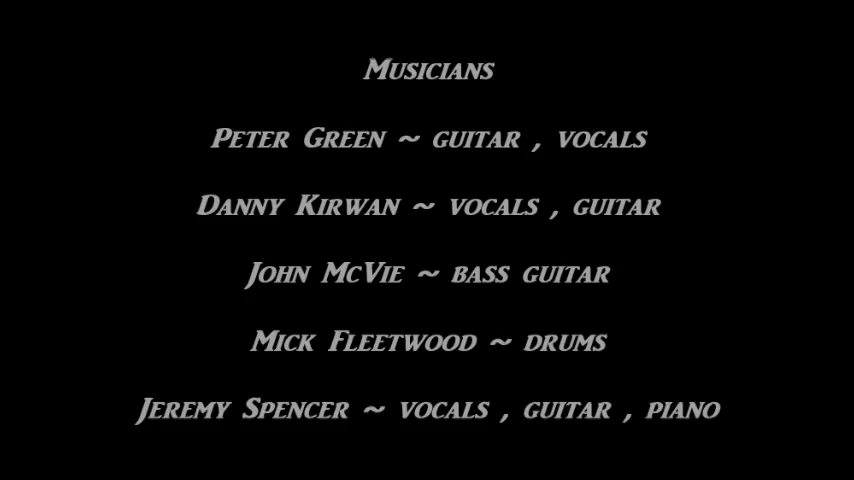 Musicians
Peter Green ~ guitar , vocals
Danny Kirwan ~ vocals , guitar
John McVie ~ bass guitar
Mick Fleetwood ~ drums
Jeremy Spencer ~ vocals , guitar , piano